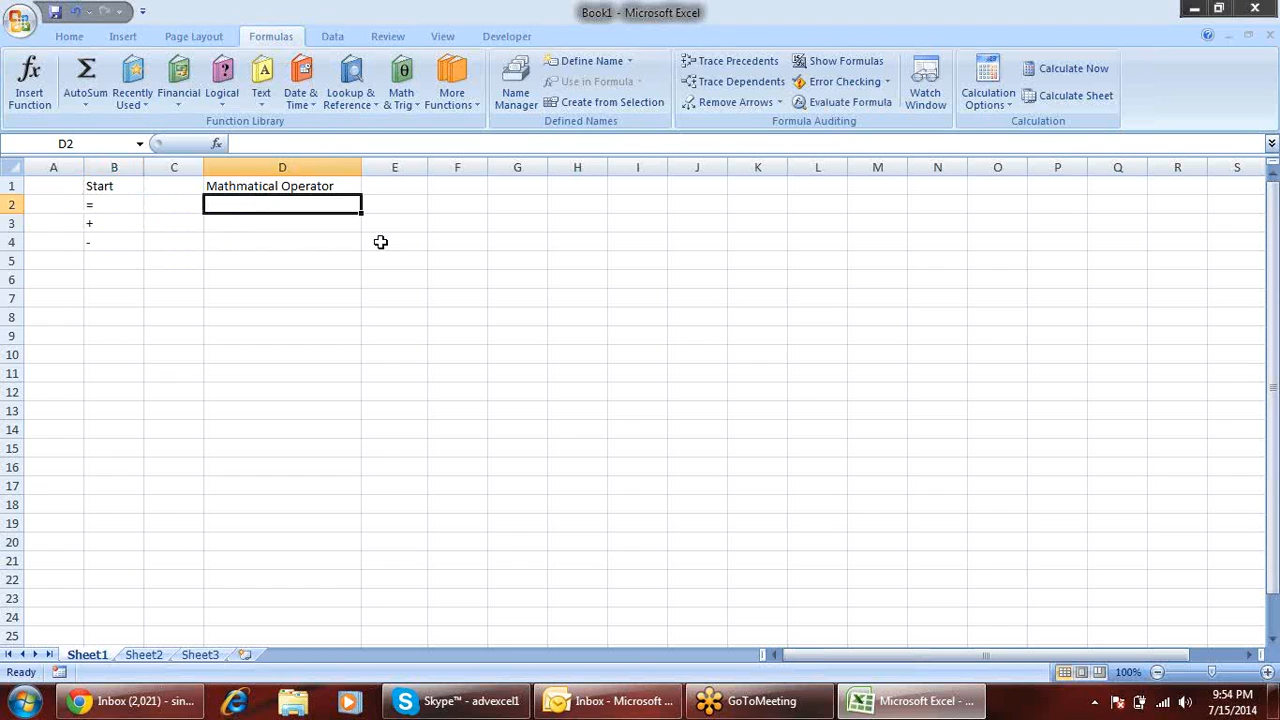 Book1 - Microsoft Excel
Home Insert Page Layout Formulas Data Review View Developer
Insert Function
AutoSum
Recently Used
Financial
Logical
Text
Date & Time
Lookup & Reference
Math & Trig
More Functions
Function Library
Name Manager
Define Name
Use in Formula
Create from Selection
Defined Names
Trace Precedents
Trace Dependents
Remove Arrows
Show Formulas
Error Checking
Evaluate Formula
Formula Auditing
Watch Window
Calculation Options
Calculate Now
Calculate Sheet
Calculation
D2 fx
A B C D E F G H I J K L M N O P Q R S
1 Start Mathmatical Operator
2 =
3 +
4 -
5
6
7
8
9
10
11
12
13
14
15
16
17
18
19
20
21
22
23
24
25
Sheet1 Sheet2 Sheet3
Ready 100%
Inbox (2,021) - sin... Skype™ - advexcel1 Inbox - Microsoft ... GoToMeeting Microsoft Excel - ... 9:54 PM
7/15/2014